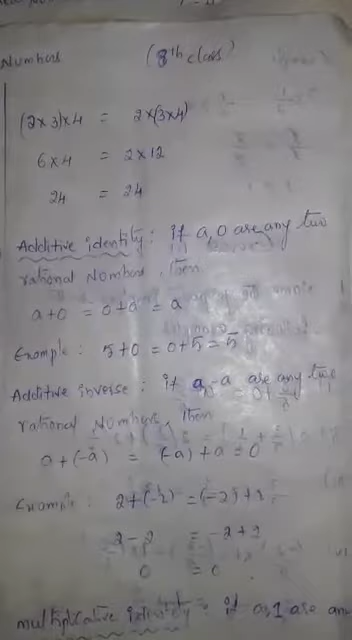 Numbers (8th class)
(2×3)×4 = 2×(3×4)
6×4 = 2×12
24 = 24
Additive identity: if a,0 are any two
rational Numbers, then
a+0 = 0+a = a
Example: 5+0 = 0+5 = 5
Additive inverse: if a,-a are any two
rational Numbers, then
a+(-a) = (-a)+a = 0
Example: 2+(-2) = (-2)+2
2-2 = -2+2
0 = 0
multiplicative identity: if a,1 are any